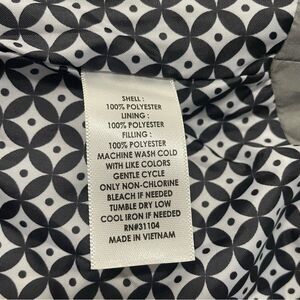 SHELL :
100% POLYESTER
LINING :
100% POLYESTER
FILLING :
100% POLYESTER
MACHINE WASH COLD
WITH LIKE COLORS
GENTLE CYCLE
ONLY NON-CHLORINE
BLEACH IF NEEDED
TUMBLE DRY LOW
COOL IRON IF NEEDED
RN#31104
MADE IN VIETNAM